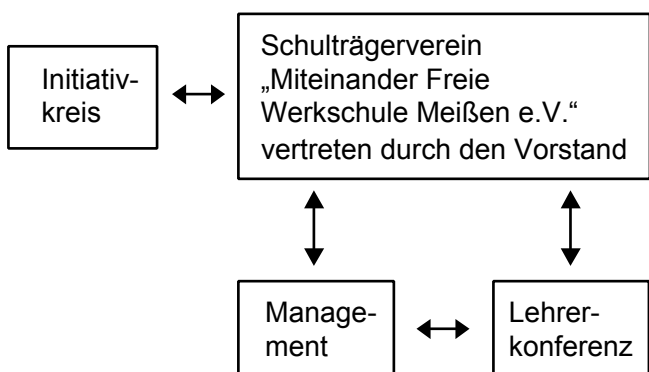 Initiativ-
kreis
Schulträgerverein
„Miteinander Freie
Werkschule Meißen e.V.“
vertreten durch den Vorstand
Manage-
ment
Lehrer-
konferenz